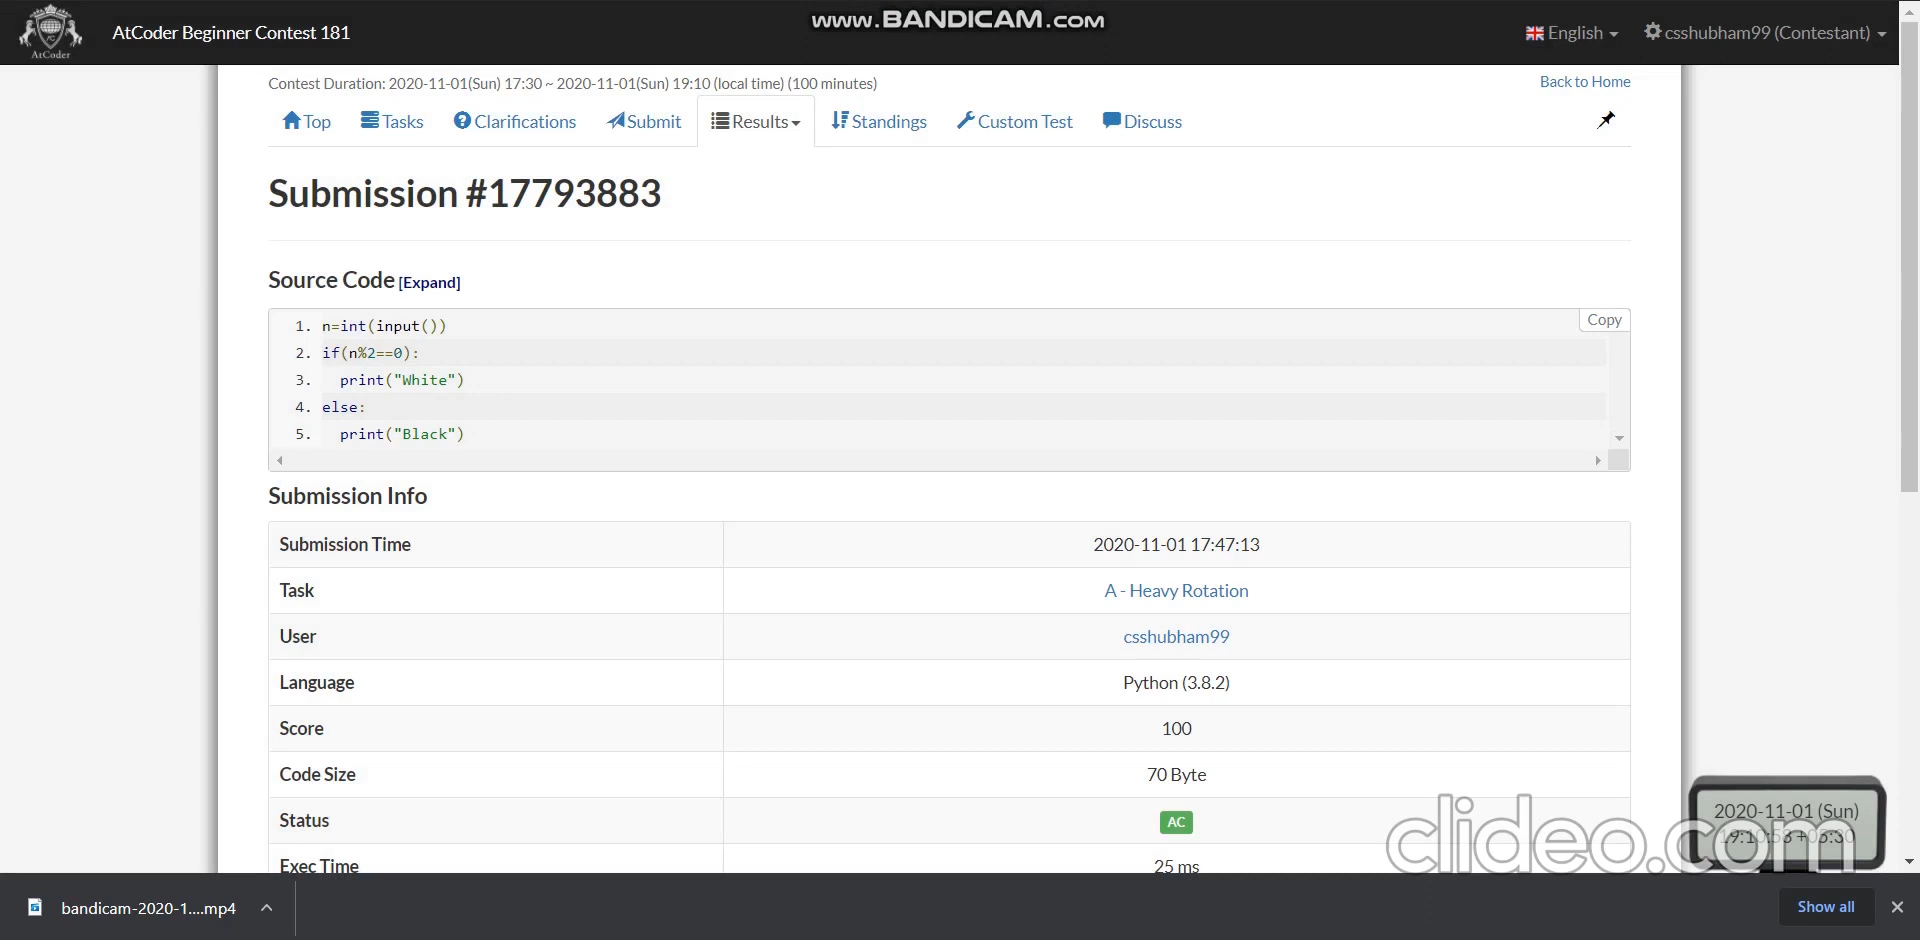 www.BANDICAM.com
AtCoder
AtCoder Beginner Contest 181
English
csshubham99 (Contestant)
Contest Duration: 2020-11-01(Sun) 17:30 ~ 2020-11-01(Sun) 19:10 (local time) (100 minutes)
Back to Home
Top
Tasks
Clarifications
Submit
Results
Standings
Custom Test
Discuss
Submission #17793883
Source Code [Expand]
Copy
1. n=int(input())
2. if(n%2==0):
3.   print("White")
4. else:
5.   print("Black")
Submission Info
Submission Time 2020-11-01 17:47:13
Task A - Heavy Rotation
User csshubham99
Language Python (3.8.2)
Score 100
Code Size 70 Byte
Status AC
Exec Time 25 ms
2020-11-01 (Sun)
19:10:53 +05:30
clideo.com
bandicam-2020-1....mp4
Show all